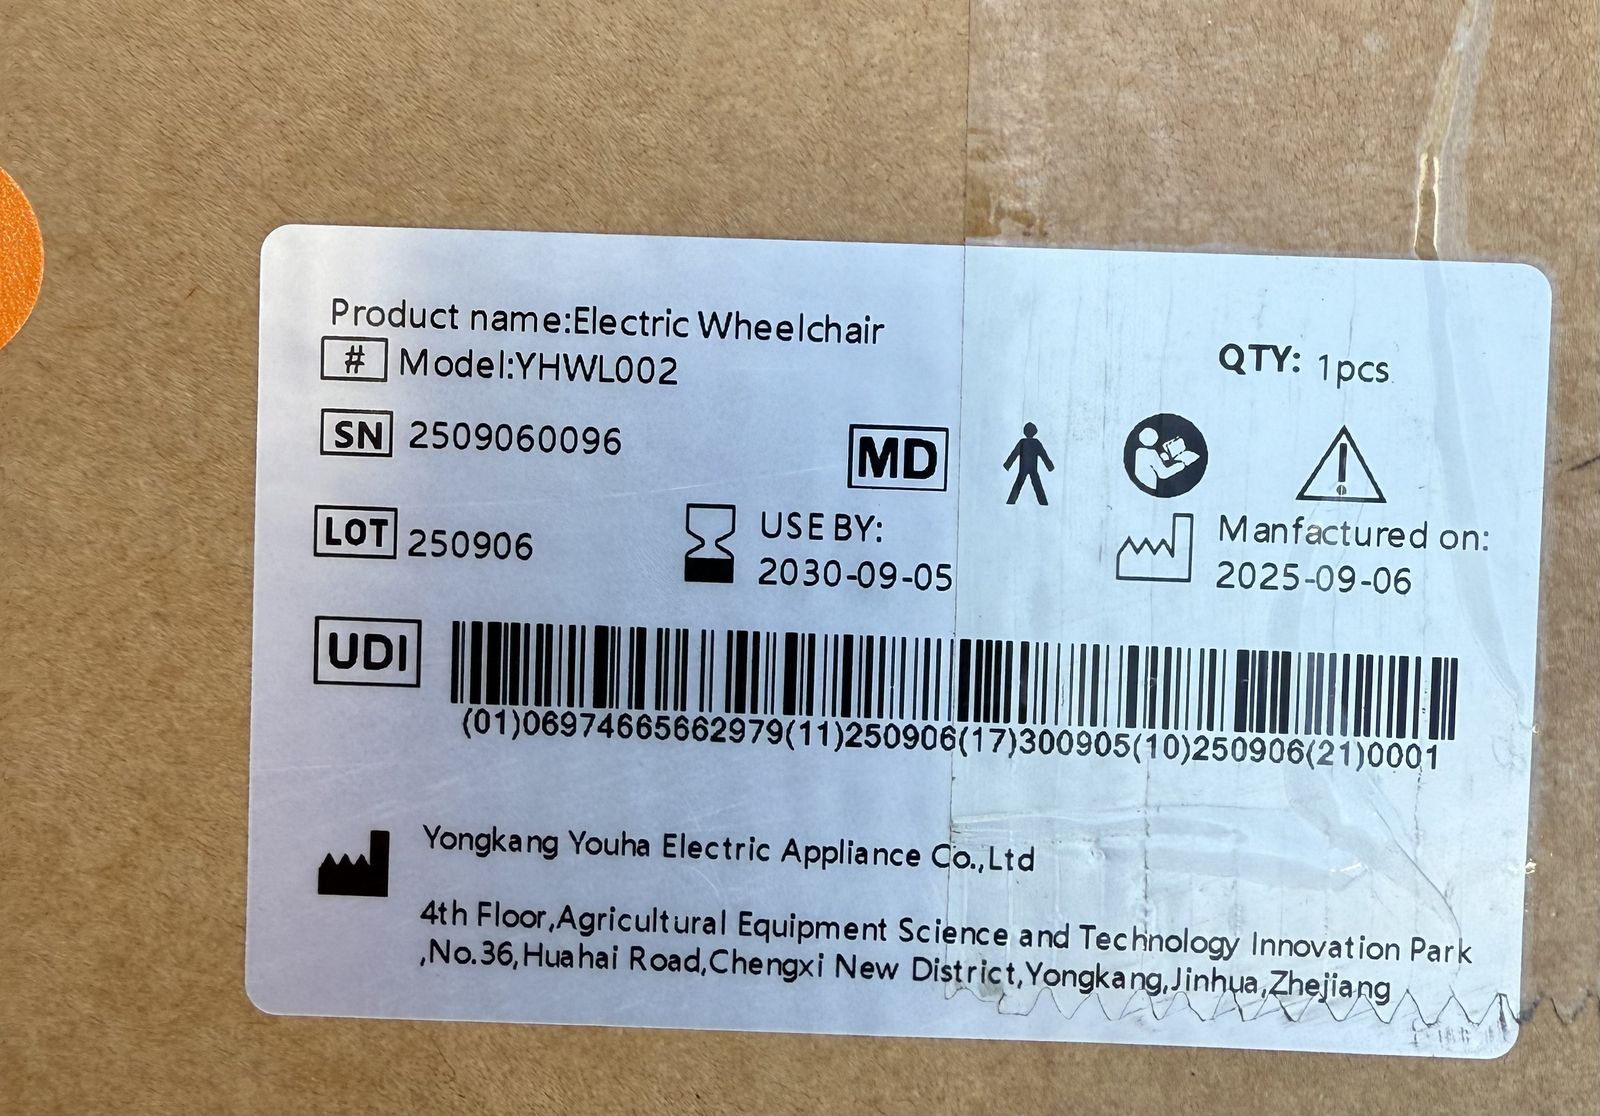 Product name:Electric Wheelchair
# Model:YHWL002
QTY: 1pcs
SN 2509060096
MD
LOT 250906
USE BY:
2030-09-05
Manfactured on:
2025-09-06
UDI
(01)06974665662979(11)250906(17)300905(10)250906(21)0001
Yongkang Youha Electric Appliance Co.,Ltd
4th Floor,Agricultural Equipment Science and Technology Innovation Park
,No.36,Huahai Road,Chengxi New District,Yongkang,Jinhua,Zhejiang